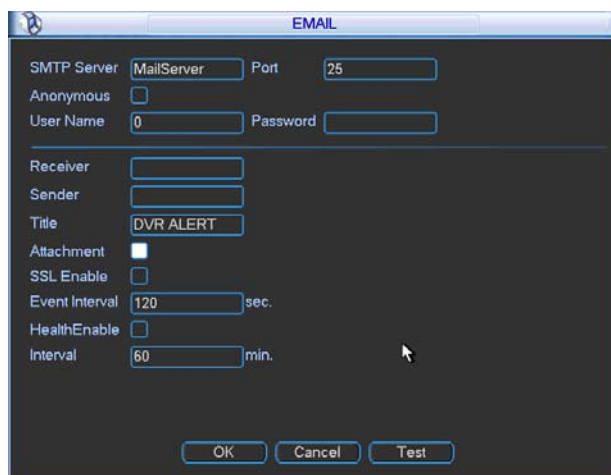 EMAIL
SMTP Server MailServer Port 25
Anonymous
User Name 0 Password
Receiver
Sender
Title DVR ALERT
Attachment
SSL Enable
Event Interval 120 sec.
HealthEnable
Interval 60 min.
OK Cancel Test